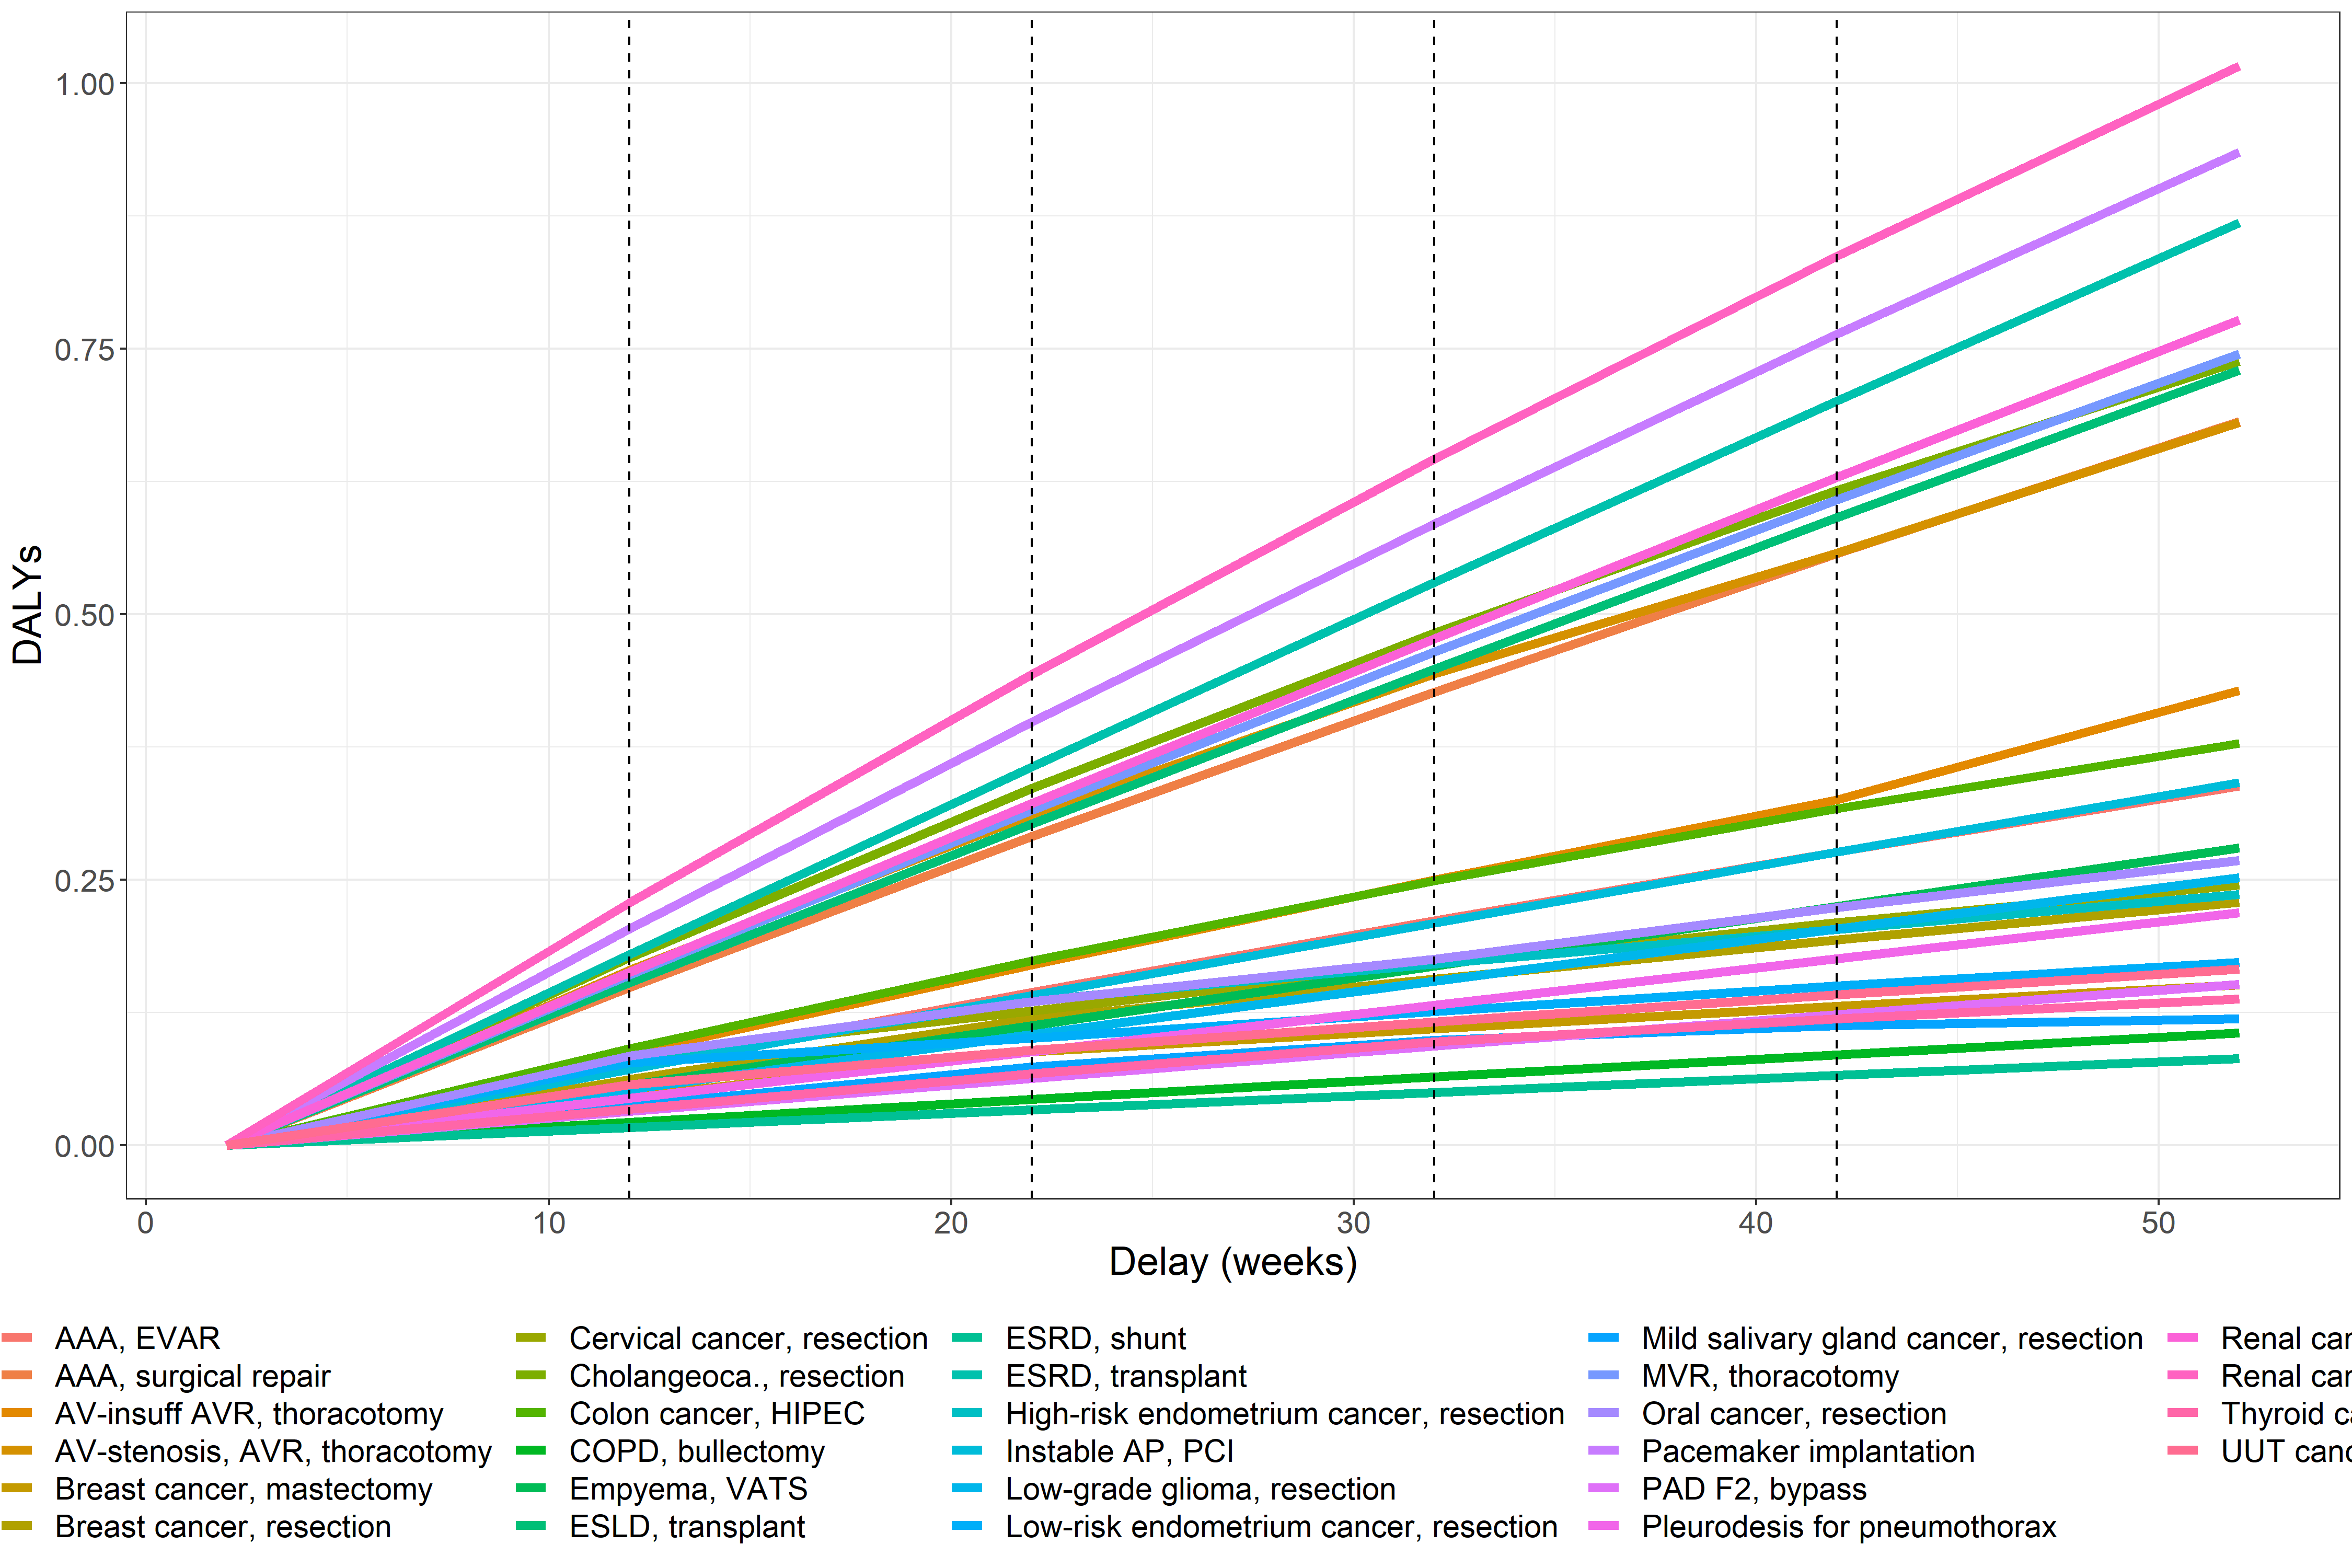 1.00
0.75
0.50
0.25
0.00
DALYs
0 10 20 30 40 50
Delay (weeks)
AAA, EVAR
AAA, surgical repair
AV-insuff AVR, thoracotomy
AV-stenosis, AVR, thoracotomy
Breast cancer, mastectomy
Breast cancer, resection
Cervical cancer, resection
Cholangeoca., resection
Colon cancer, HIPEC
COPD, bullectomy
Empyema, VATS
ESLD, transplant
ESRD, shunt
ESRD, transplant
High-risk endometrium cancer, resection
Instable AP, PCI
Low-grade glioma, resection
Low-risk endometrium cancer, resection
Mild salivary gland cancer, resection
MVR, thoracotomy
Oral cancer, resection
Pacemaker implantation
PAD F2, bypass
Pleurodesis for pneumothorax
Renal
Renal
Thyroid
UUT